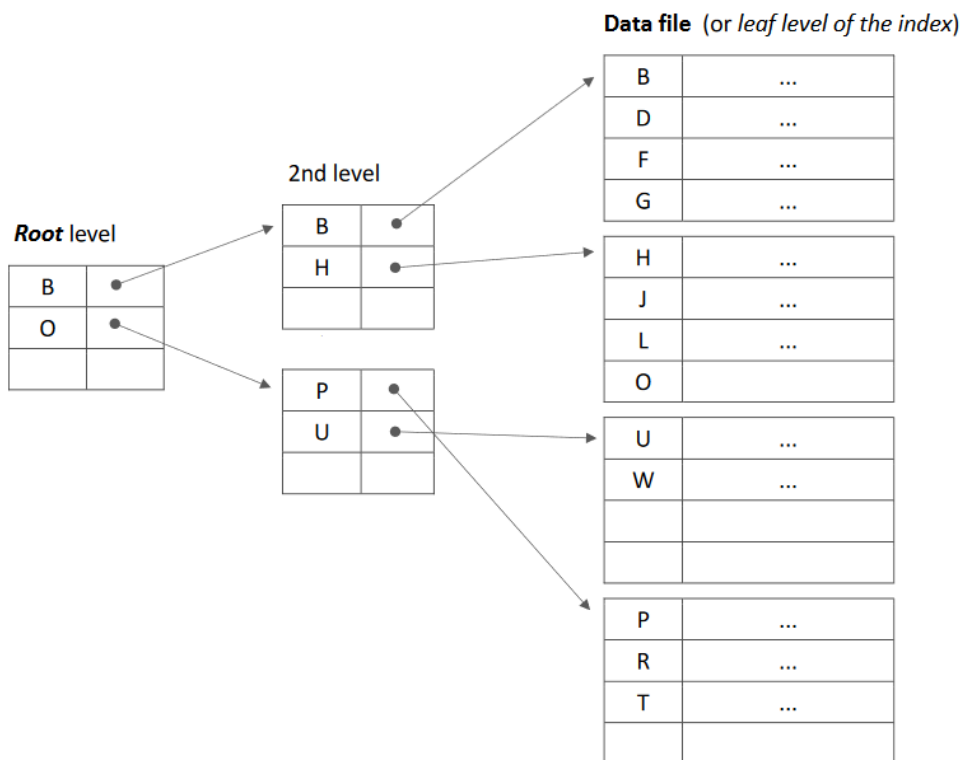 Data file (or leaf level of the index)
B ...
D ...
F ...
G ...
2nd level
B
H
Root level
B
O
H ...
J ...
L ...
O
P
U
U ...
W ...
P ...
R ...
T ...